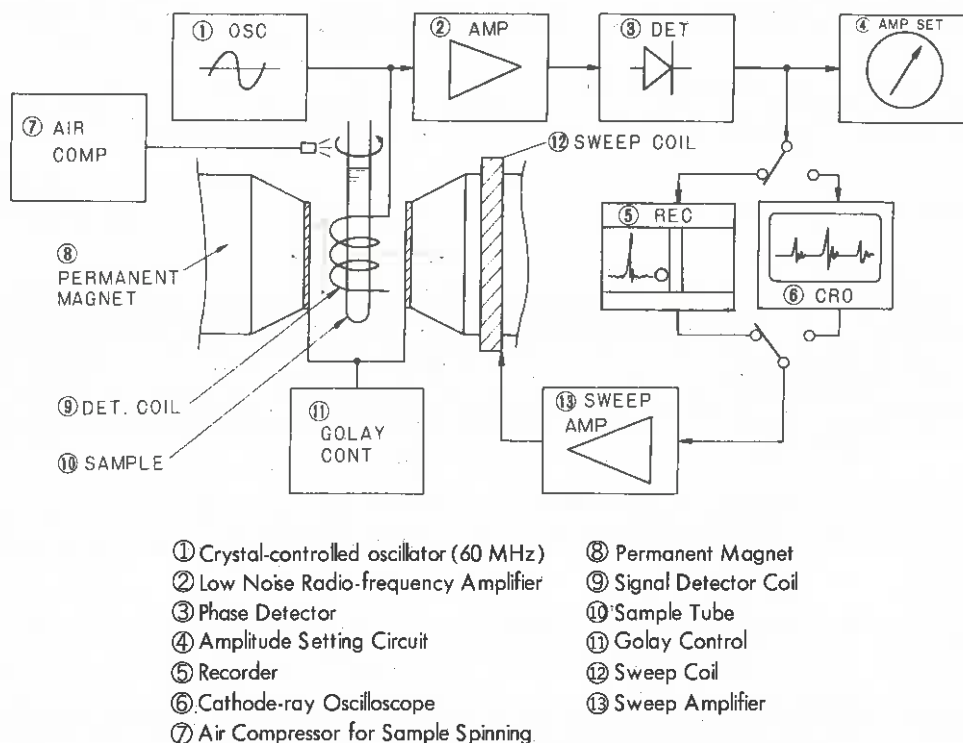 ① OSC
② AMP
③ DET
④ AMP SET
⑦ AIR
COMP
⑫ SWEEP COIL
⑤ REC
⑧
PERMANENT
MAGNET
⑥ CRO
⑨ DET. COIL
⑪
GOLAY
CONT
⑬ SWEEP
AMP
⑩ SAMPLE
① Crystal-controlled oscillator (60 MHz)
② Low Noise Radio-frequency Amplifier
③ Phase Detector
④ Amplitude Setting Circuit
⑤ Recorder
⑥ Cathode-ray Oscilloscope
⑦ Air Compressor for Sample Spinning
⑧ Permanent Magnet
⑨ Signal Detector Coil
⑩ Sample Tube
⑪ Golay Control
⑫ Sweep Coil
⑬ Sweep Amplifier